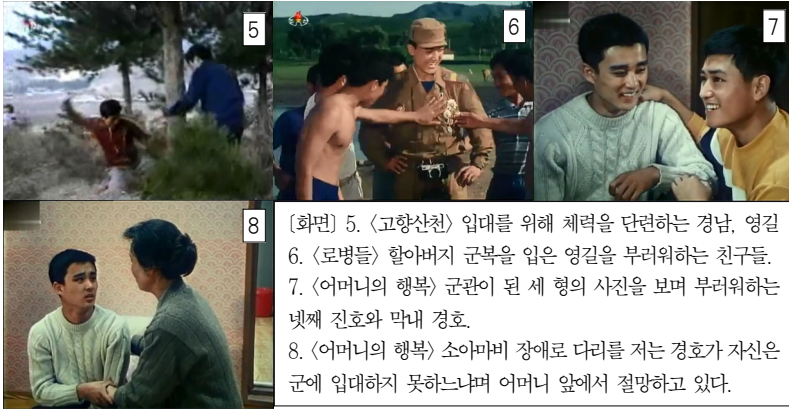 5
6
7
8
[화면] 5. 〈고향산천〉 입대를 위해 체력을 단련하는 경남, 영길
6. 〈로병들〉 할아버지 군복을 입은 영길을 부러워하는 친구들.
7. 〈어머니의 행복〉 군관이 된 세 형의 사진을 보며 부러워하는
넷째 진호와 막내 경호.
8. 〈어머니의 행복〉 소아마비 장애로 다리를 저는 경호가 자신은
군에 입대하지 못하느냐며 어머니 앞에서 절망하고 있다.